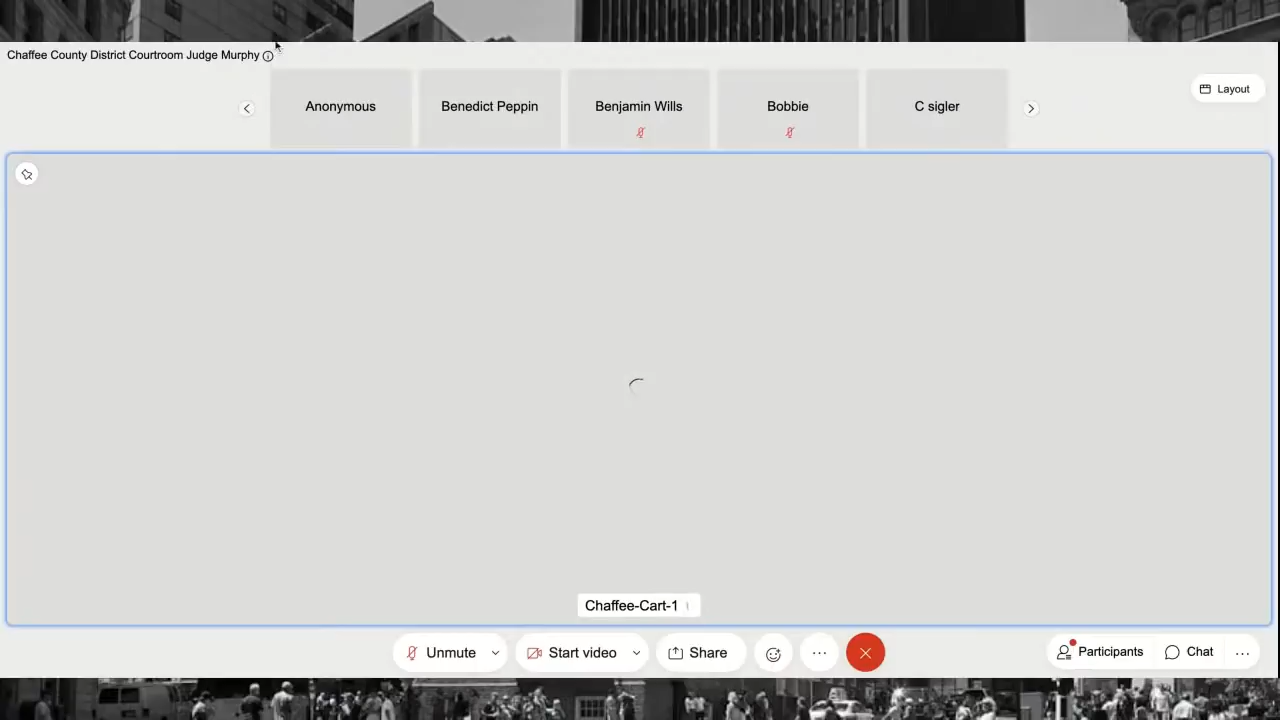 Chaffee County District Courtroom Judge Murphy
Anonymous
Benedict Peppin
Benjamin Wills
Bobbie
C sigler
Layout
Chaffee-Cart-1
Unmute
Start video
Share
Participants
Chat